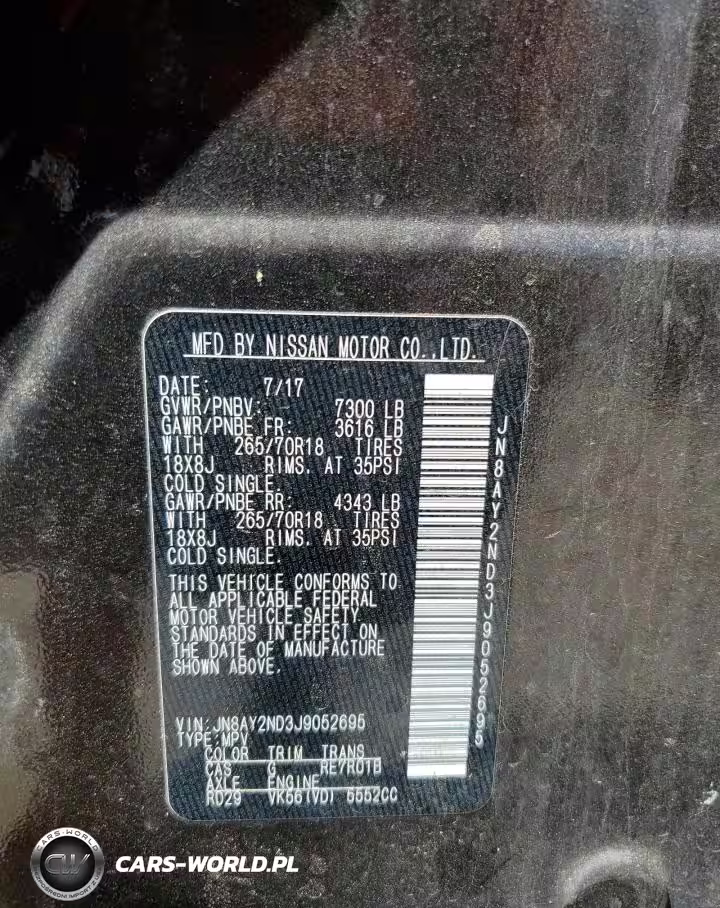 MFD BY NISSAN MOTOR CO.,LTD.
DATE: 7/17
GVWR/PNBV: 7300 LB
GAWR/PNBE FR: 3616 LB
WITH 265/70R18 TIRES
18X8J RIMS. AT 35PSI
COLD SINGLE.
GAWR/PNBE RR: 4343 LB
WITH 265/70R18 TIRES
18X8J RIMS. AT 35PSI
COLD SINGLE.
THIS VEHICLE CONFORMS TO
ALL APPLICABLE FEDERAL
MOTOR VEHICLE SAFETY
STANDARDS IN EFFECT ON
THE DATE OF MANUFACTURE
SHOWN ABOVE.
VIN:JN8AY2ND3J9052695
TYPE:MPV
COLOR TRIM TRANS
CAS G RE7R01B
AXLE ENGINE
RD29 VK56(VD) 5552CC
JN8AY2ND3J9052695
CARS-WORLD
CW
CARS-WORLD.PL